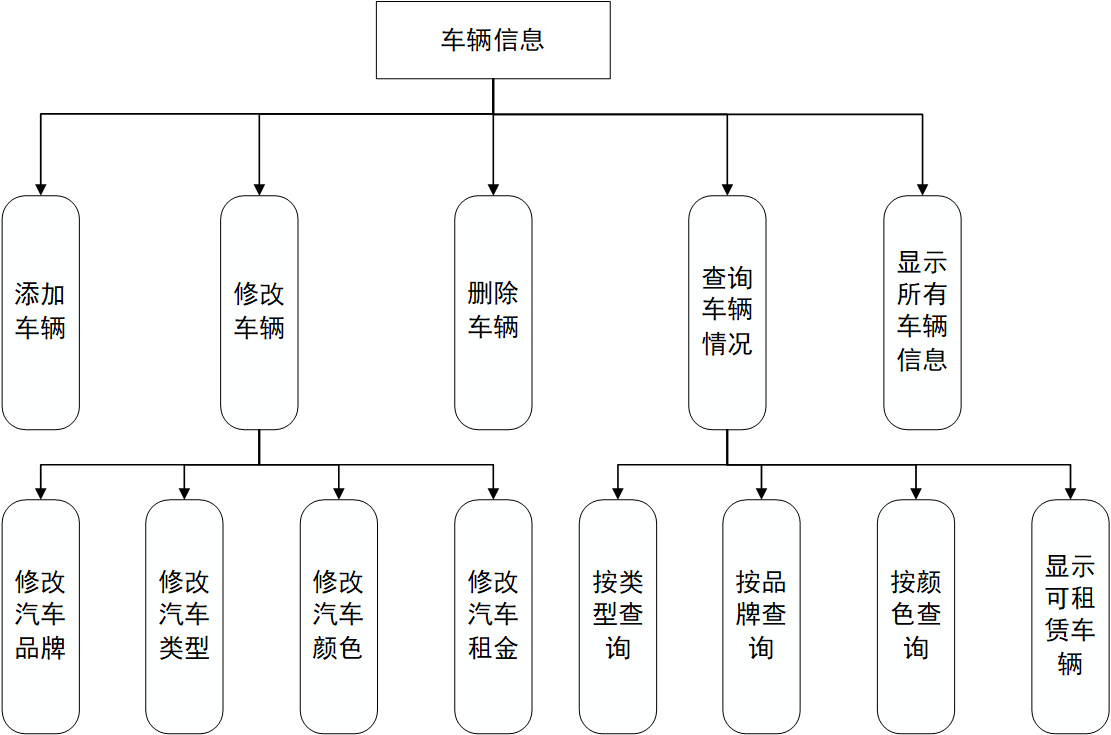 车辆信息
添加
车辆
修改
车辆
删除
车辆
查询
车辆
情况
显示
所有
车辆
信息
修改
汽车
品牌
修改
汽车
类型
修改
汽车
颜色
修改
汽车
租金
按类
型查
询
按品
牌查
询
按颜
色查
询
显示
可租
赁车
辆